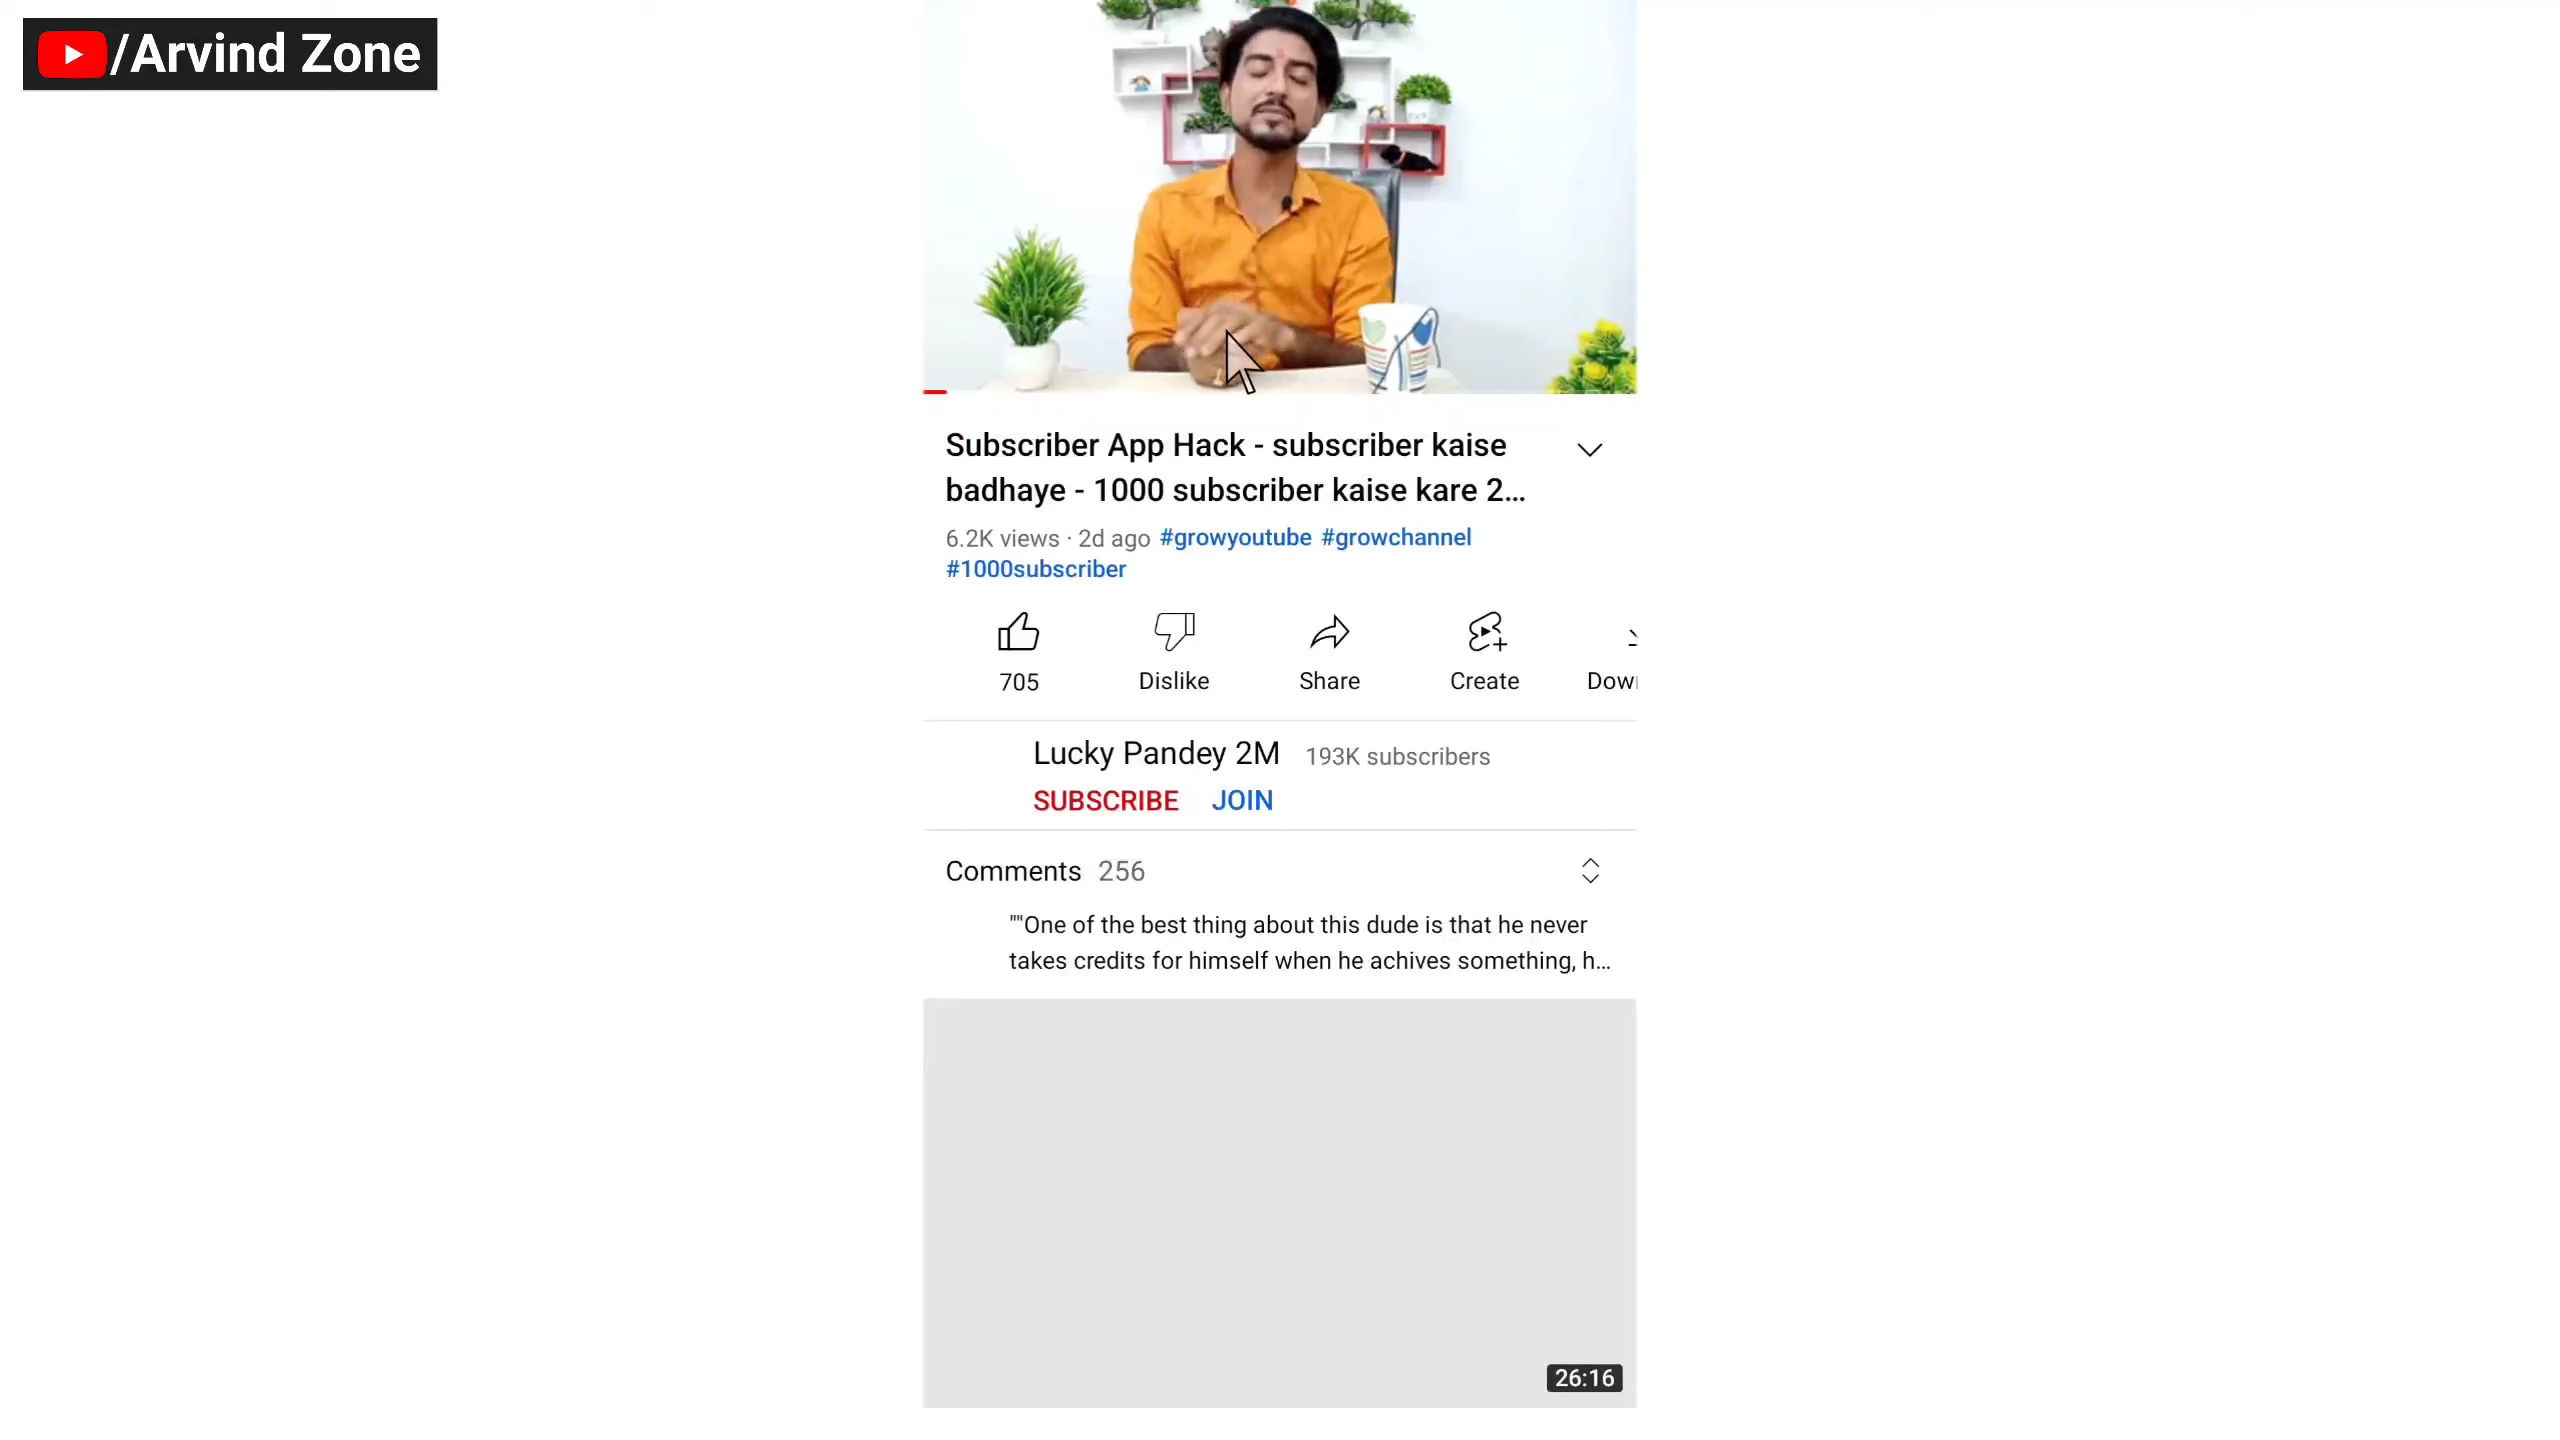 /Arvind Zone
Subscriber App Hack - subscriber kaise
badhaye - 1000 subscriber kaise kare 2...
6.2K views · 2d ago #growyoutube #growchannel
#1000subscriber
705
Dislike
Share
Create
Dow
Lucky Pandey 2M 193K subscribers
SUBSCRIBE JOIN
Comments 256
""One of the best thing about this dude is that he never
takes credits for himself when he achives something, h...
26:16